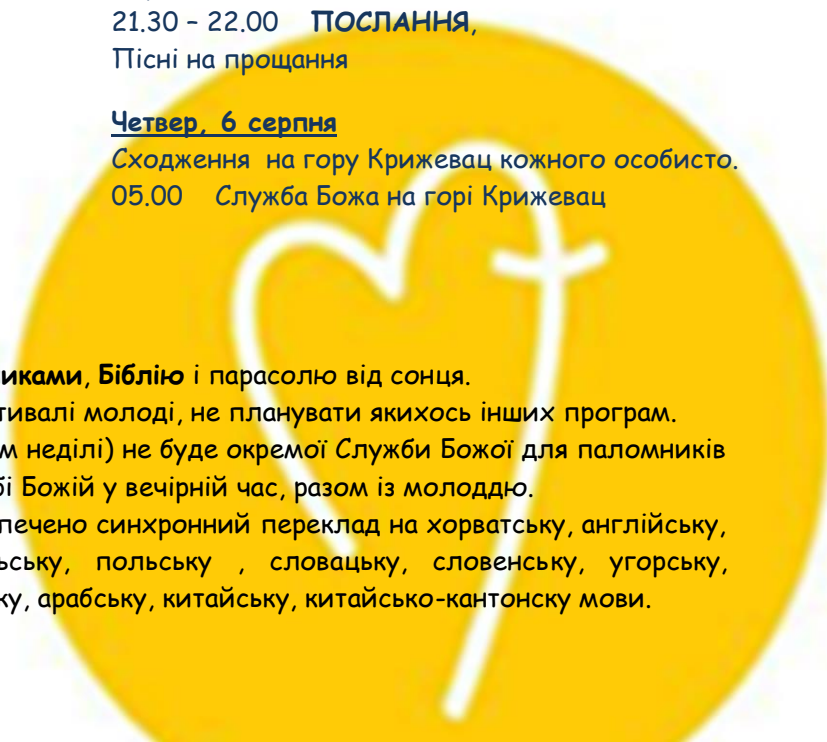 21.30 – 22.00 ПОСЛАННЯ,
Пісні на прощання
Четвер, 6 серпня
Сходження на гору Крижевац кожного особисто.
05.00 Служба Божа на горі Крижевац
иками, Біблію і парасолю від сонця.
тивалі молоді, не планувати якихось інших програм.
м неділі) не буде окремої Служби Божої для паломників
бі Божій у вечірній час, разом із молоддю.
печено синхронний переклад на хорватську, англійську,
ську, польську , словацьку, словенську, угорську,
ку, арабську, китайську, китайсько-кантонску мови.